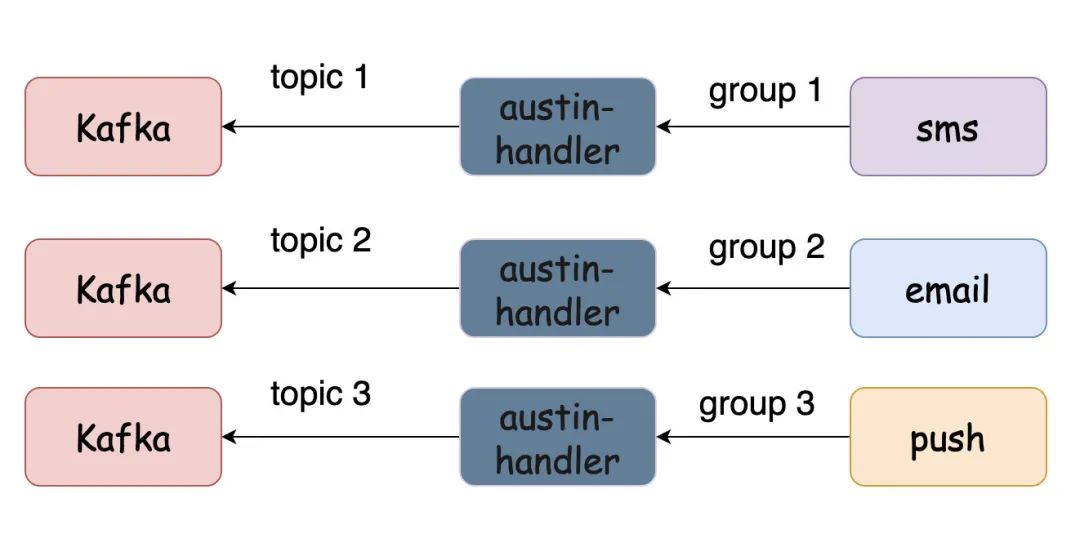 topic 1
group 1
Kafka
austin-
handler
sms
topic 2
group 2
Kafka
austin-
handler
email
topic 3
group 3
Kafka
austin-
handler
push